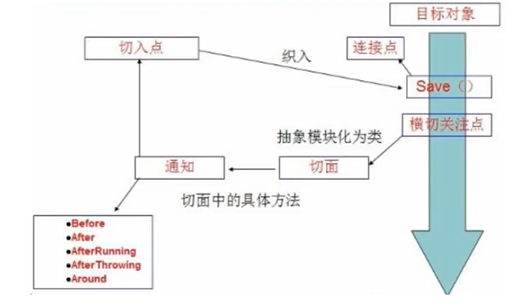 目标对象
切入点
连接点
织入
Save （）
横切关注点
抽象模块化为类
通知
切面
切面中的具体方法
●Before
●After
●AfterRunning
●AfterThrowing
●Around